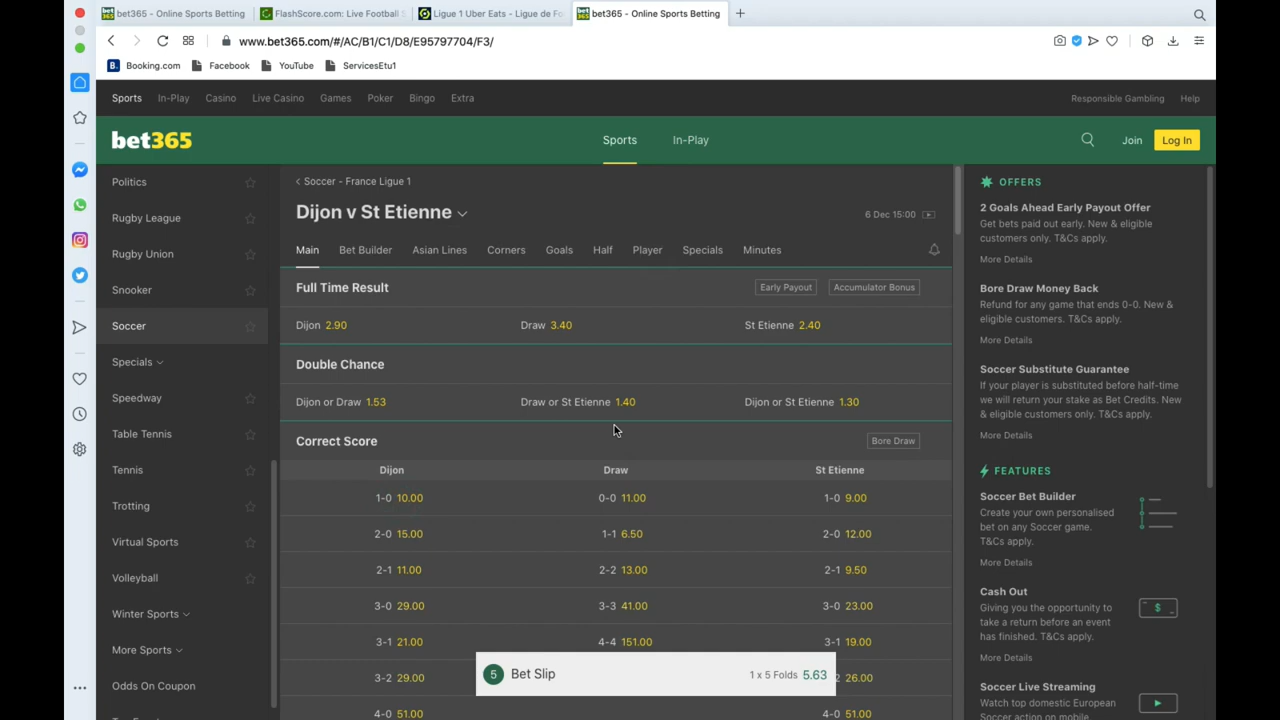 bet365 - Online Sports Betting
FlashScore.com: Live Football S
Ligue 1 Uber Eats - Ligue de Fo
bet365 - Online Sports Betting
www.bet365.com/#/AC/B1/C1/D8/E95797704/F3/
B. Booking.com
Facebook
YouTube
ServicesEtu1
Sports
In-Play
Casino
Live Casino
Games
Poker
Bingo
Extra
Responsible Gambling
Help
bet365
Sports
In-Play
Join
Log In
Politics
Rugby League
Rugby Union
Snooker
Soccer
Specials
Speedway
Table Tennis
Tennis
Trotting
Virtual Sports
Volleyball
Winter Sports
More Sports
Odds On Coupon
Soccer - France Ligue 1
Dijon v St Etienne
6 Dec 15:00
Main
Bet Builder
Asian Lines
Corners
Goals
Half
Player
Specials
Minutes
Full Time Result
Early Payout
Accumulator Bonus
Dijon 2.90
Draw 3.40
St Etienne 2.40
Double Chance
Dijon or Draw 1.53
Draw or St Etienne 1.40
Dijon or St Etienne 1.30
Correct Score
Bore Draw
Dijon
Draw
St Etienne
1-0 10.00
0-0 11.00
1-0 9.00
2-0 15.00
1-1 6.50
2-0 12.00
2-1 11.00
2-2 13.00
2-1 9.50
3-0 29.00
3-3 41.00
3-0 23.00
3-1 21.00
4-4 151.00
3-1 19.00
3-2 29.00
2 26.00
4-0 51.00
4-0 51.00
5 Bet Slip
1 x 5 Folds 5.63
OFFERS
2 Goals Ahead Early Payout Offer
Get bets paid out early. New & eligible
customers only. T&Cs apply.
More Details
Bore Draw Money Back
Refund for any game that ends 0-0. New &
eligible customers. T&Cs apply.
More Details
Soccer Substitute Guarantee
If your player is substituted before half-time
we will return your stake as Bet Credits. New
& eligible customers only. T&Cs apply.
More Details
FEATURES
Soccer Bet Builder
Create your own personalised
bet on any Soccer game.
T&Cs apply.
More Details
Cash Out
Giving you the opportunity to
take a return before an event
has finished. T&Cs apply.
More Details
$
Soccer Live Streaming
Watch top domestic European
Soccer action on mobile